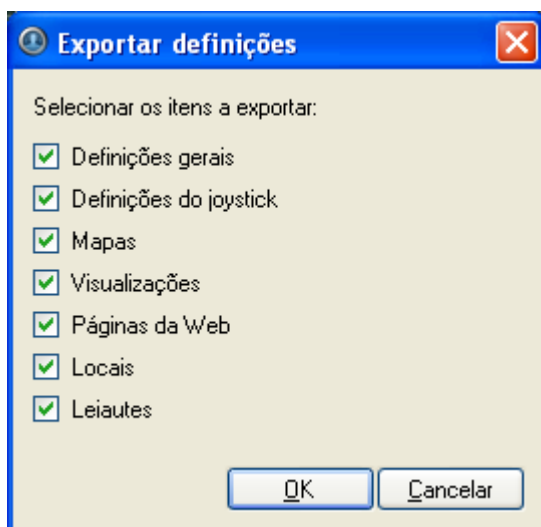 Exportar definições
Selecionar os itens a exportar:
Definições gerais
Definições do joystick
Mapas
Visualizações
Páginas da Web
Locais
Leiautes
OK
Cancelar